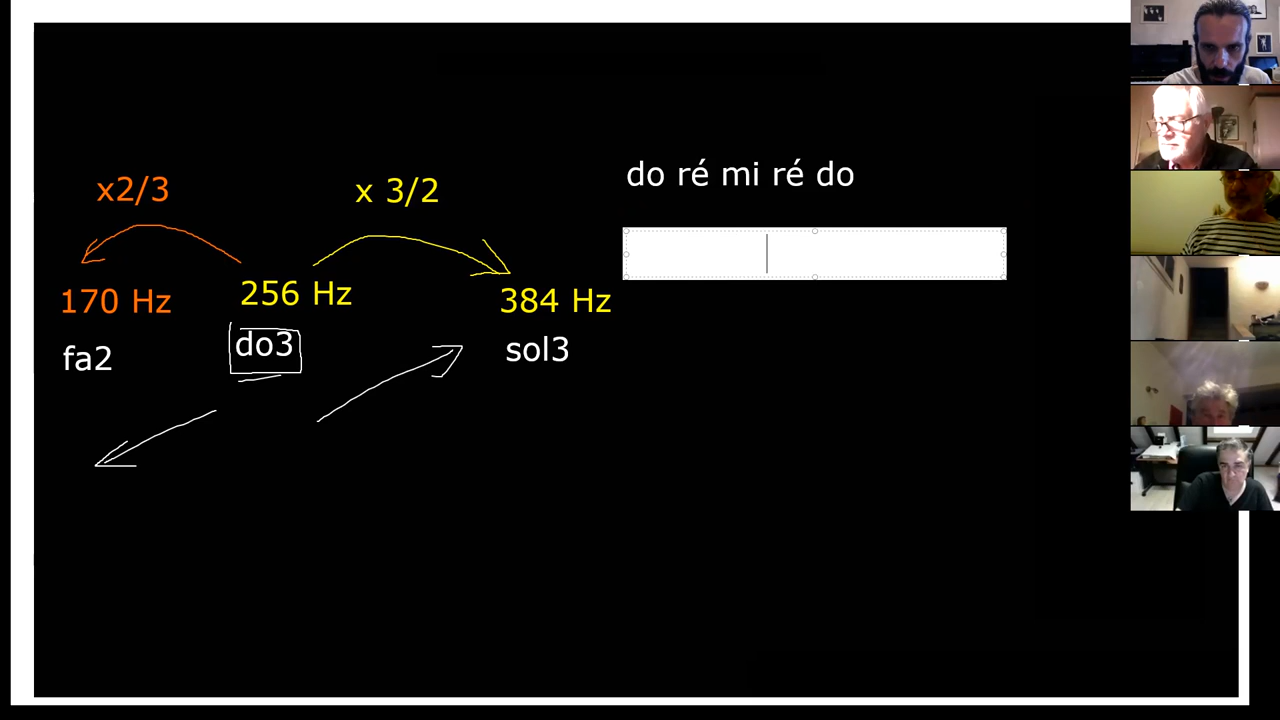 x2/3
x 3/2
do ré mi ré do
170 Hz
256 Hz
384 Hz
fa2
do3
sol3